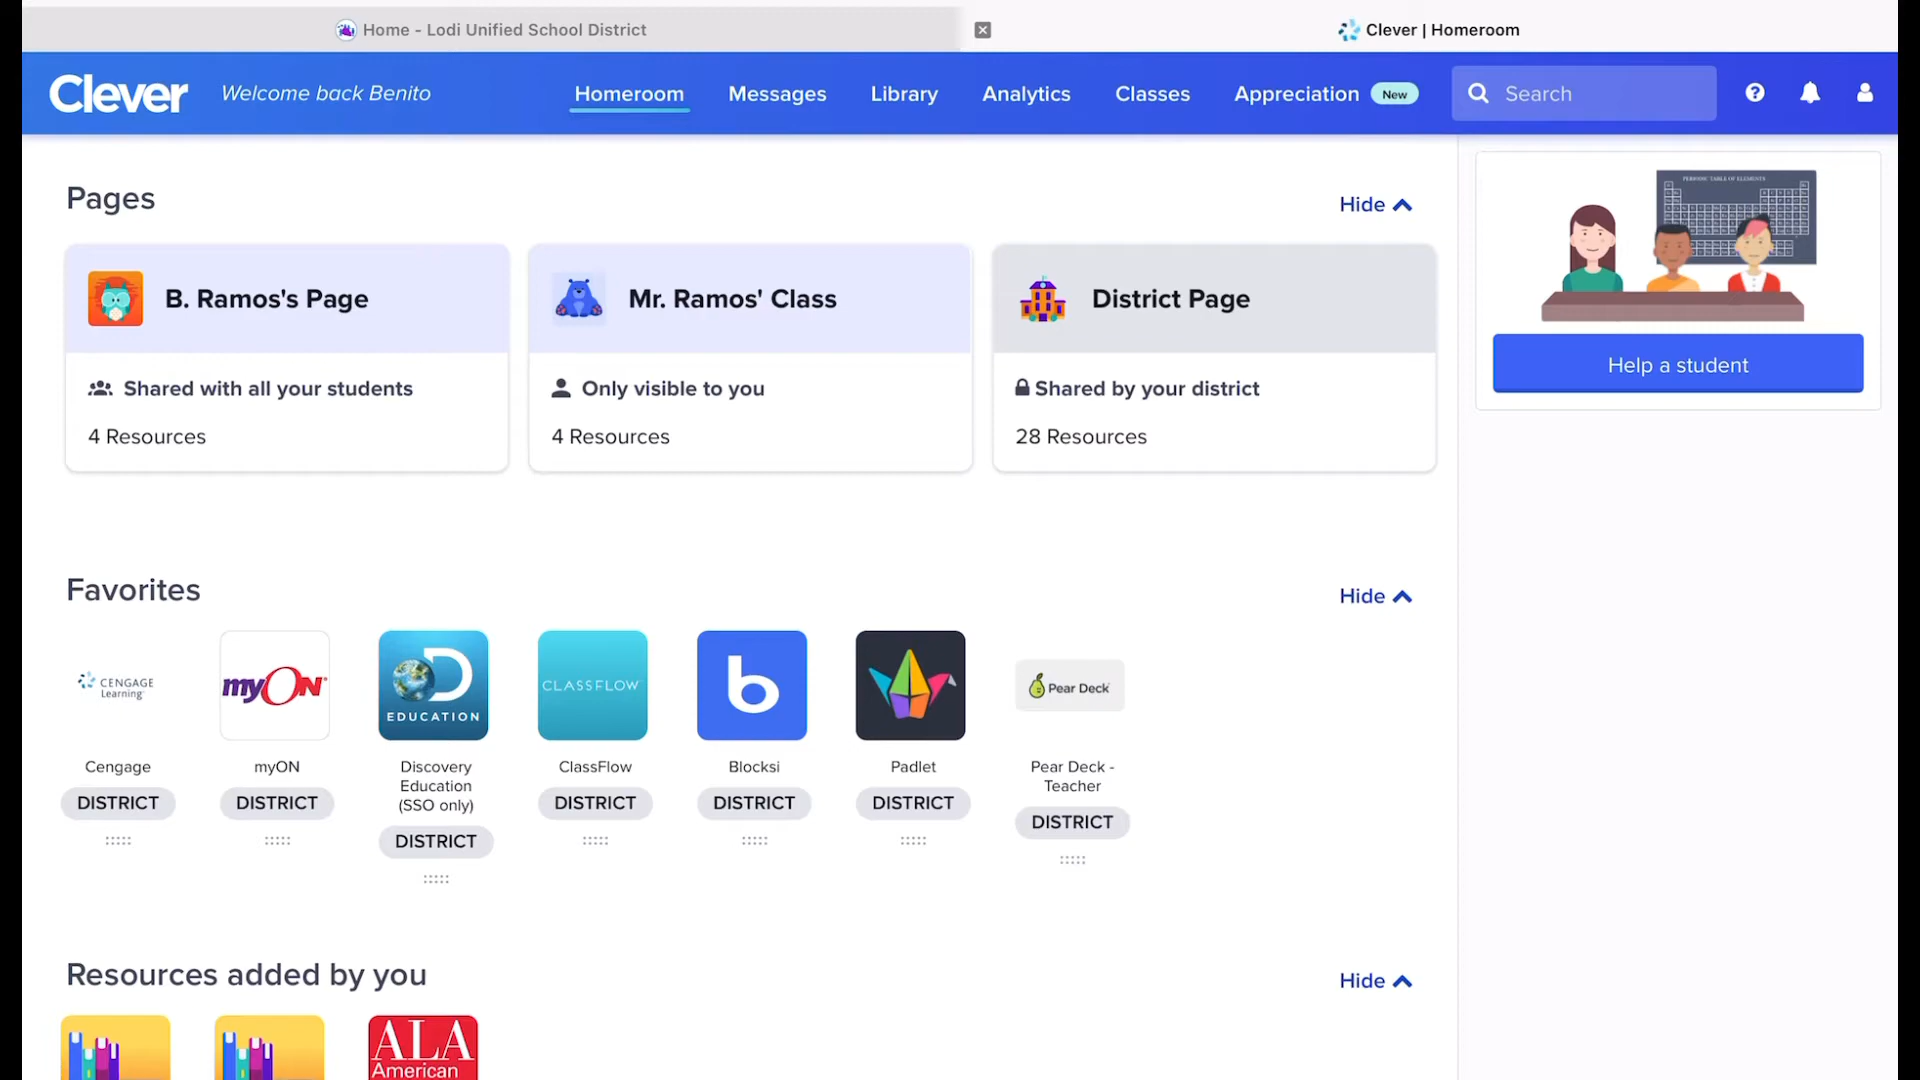 Home - Lodi Unified School District
Clever | Homeroom
Clever
Welcome back Benito
Homeroom
Messages
Library
Analytics
Classes
Appreciation New
Search
Pages
Hide
B. Ramos's Page
Shared with all your students
4 Resources
Mr. Ramos' Class
Only visible to you
4 Resources
District Page
Shared by your district
28 Resources
PERIODIC TABLE OF ELEMENTS
Help a student
Favorites
Hide
CENGAGE
Learning
Cengage
DISTRICT
myON
myON
DISTRICT
D
EDUCATION
Discovery
Education
(SSO only)
DISTRICT
CLASSFLOW
ClassFlow
DISTRICT
b
Blocksi
DISTRICT
Padlet
DISTRICT
Pear Deck
Pear Deck -
Teacher
DISTRICT
Resources added by you
Hide
ALA
American